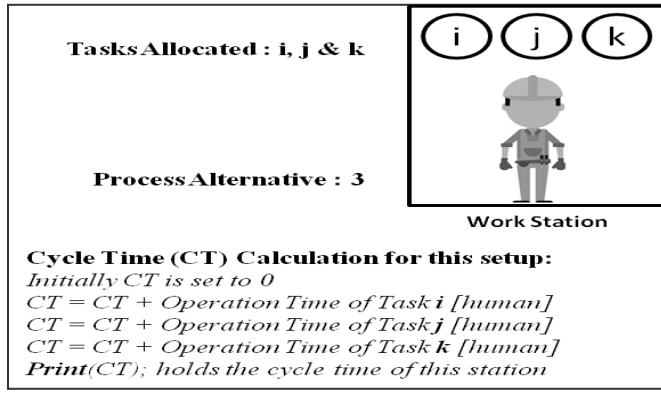 Tasks Allocated : i, j & k
i j k
Process Alternative : 3
Work Station
Cycle Time (CT) Calculation for this setup:
Initially CT is set to 0
CT = CT + Operation Time of Task i [human]
CT = CT + Operation Time of Task j [human]
CT = CT + Operation Time of Task k [human]
Print(CT); holds the cycle time of this station